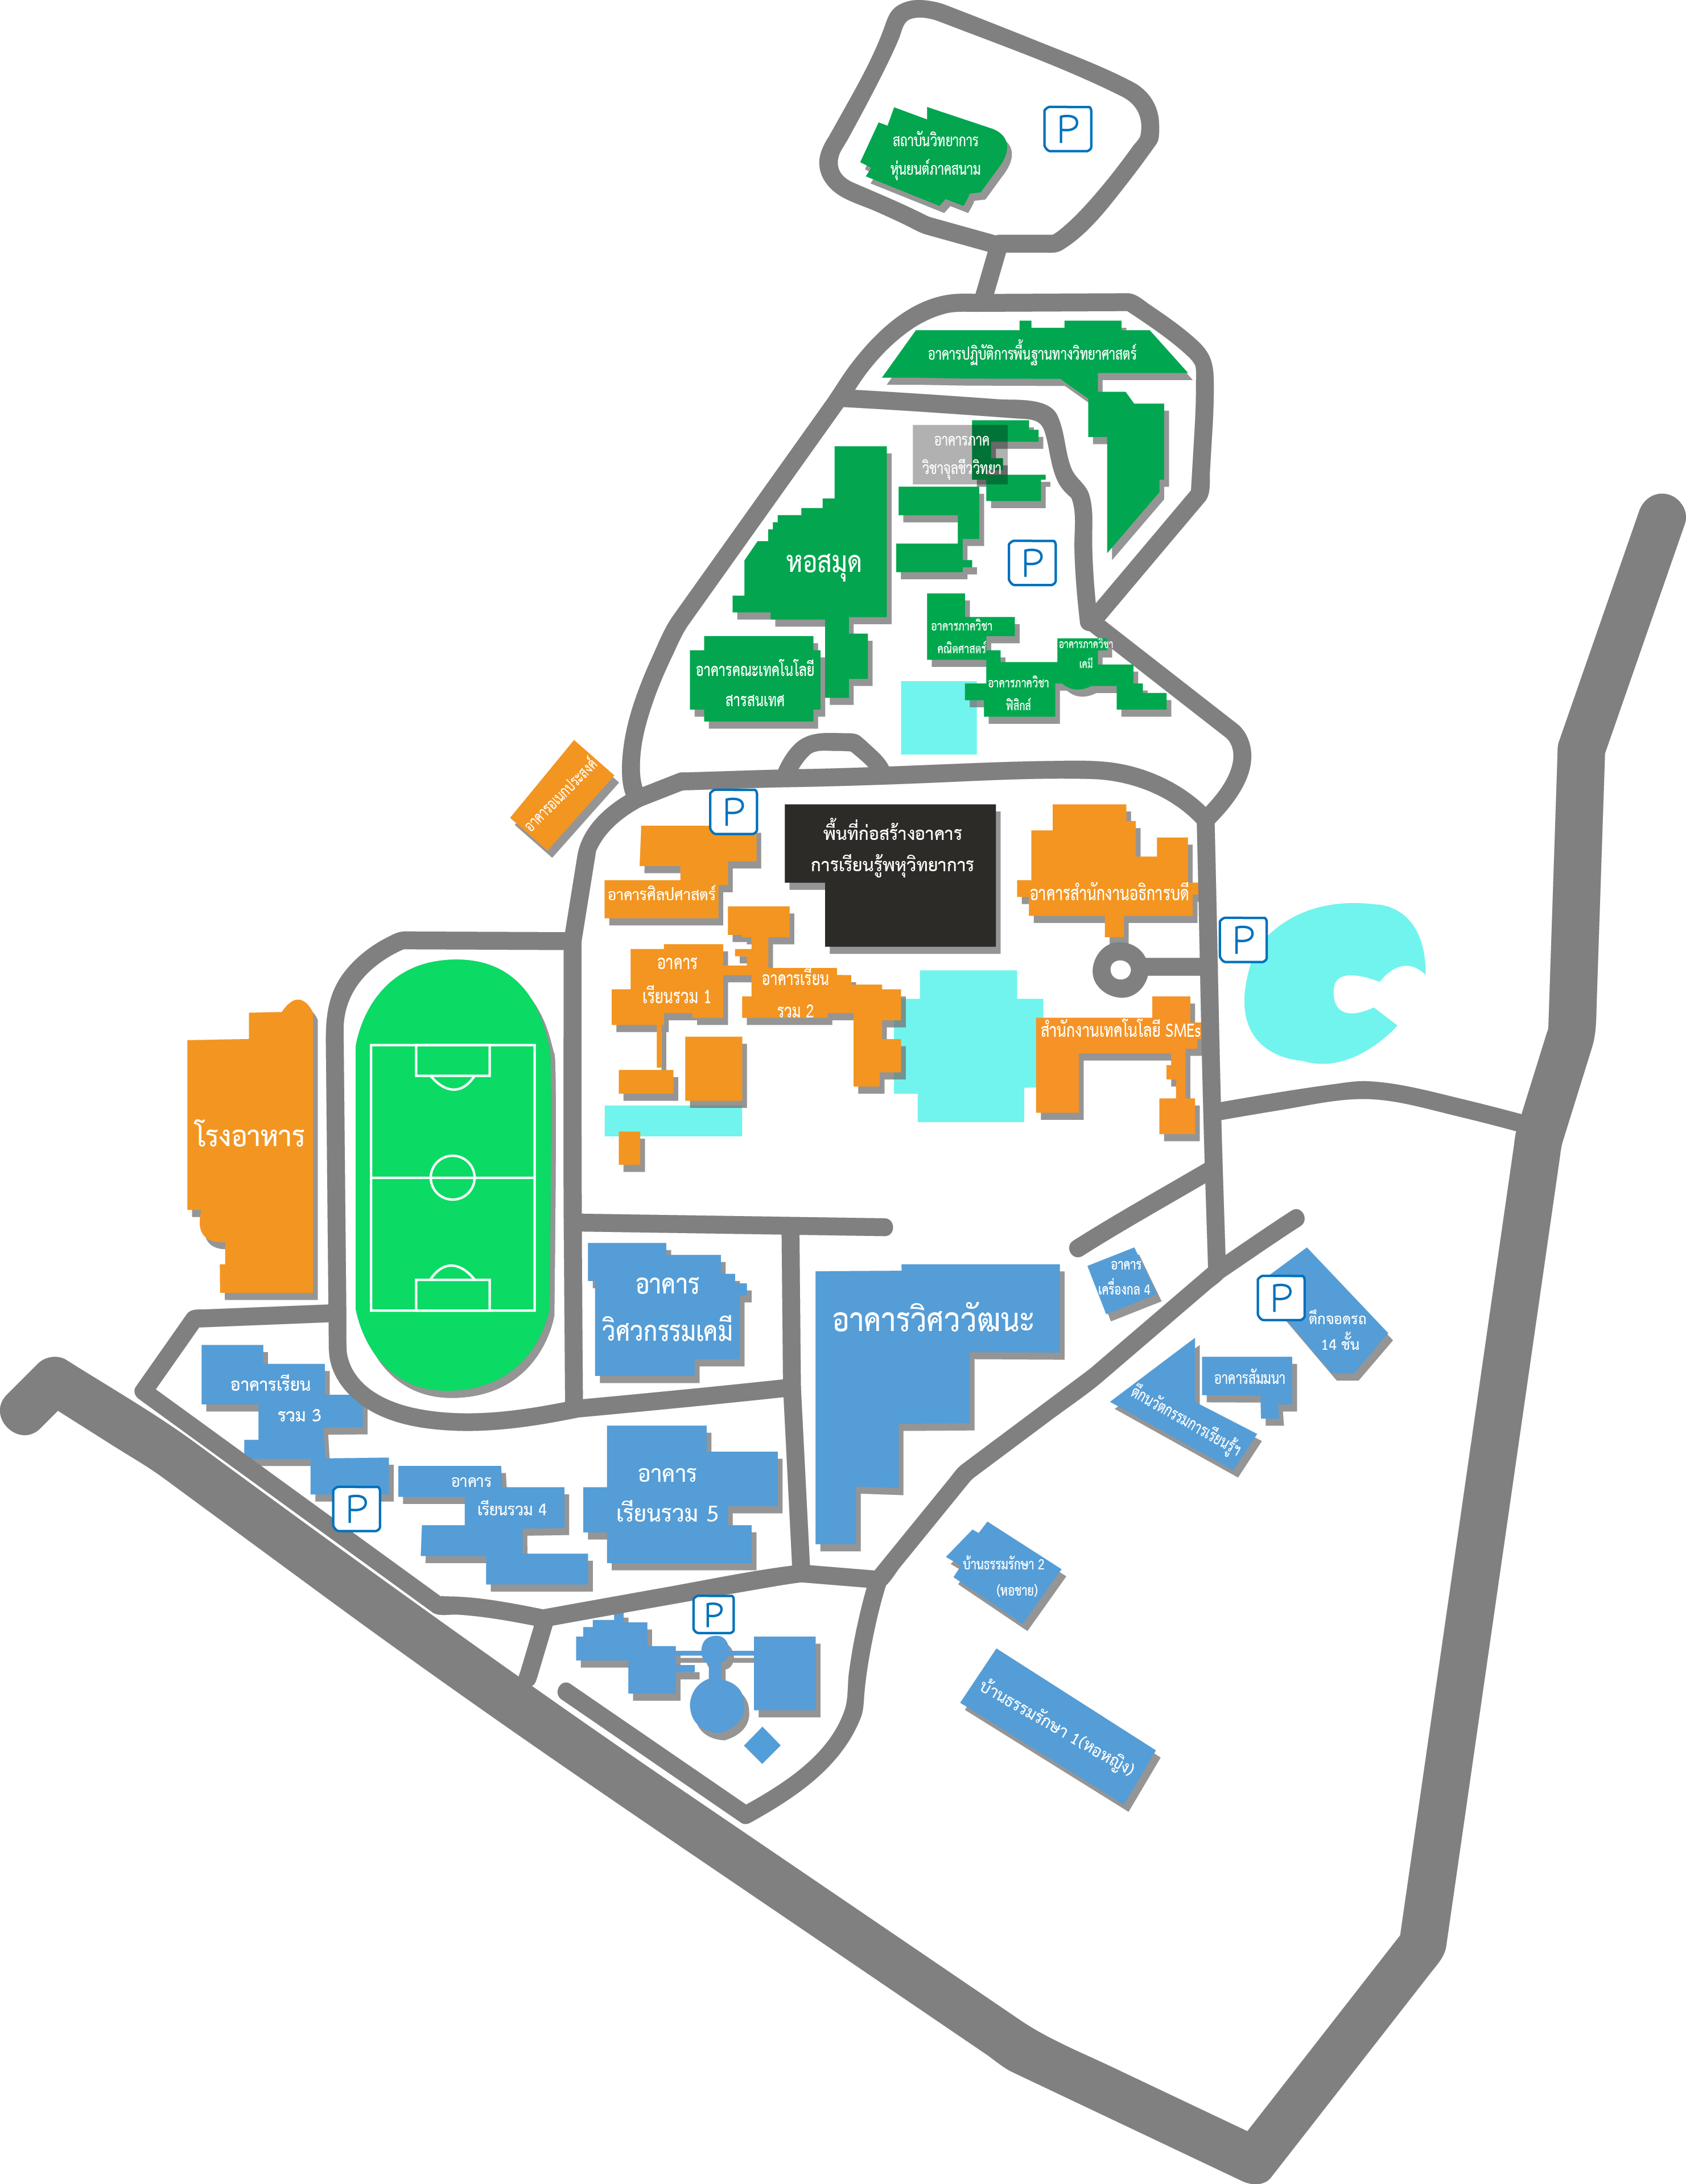 P
สถาบันวิทยาการ
หุ่นยนต์ภาคสนาม
อาคารปฏิบัติการพื้นฐานทางวิทยาศาสตร์
อาคารภาค
วิชาจุลชีววิทยา
หอสมุด
P
อาคารภาควิชา
คณิตศาสตร์
อาคารภาควิชา
เคมี
อาคารคณะเทคโนโลยี
สารสนเทศ
อาคารภาควิชา
ฟิสิกส์
อาคารอเนกประสงค์
P
พื้นที่ก่อสร้างอาคาร
การเรียนรู้พหุวิทยาการ
อาคารศิลปศาสตร์
อาคารสำนักงานอธิการบดี
P
อาคาร
เรียนรวม 1
อาคารเรียน
รวม 2
สำนักงานเทคโนโลยี SMEs
โรงอาหาร
อาคาร
วิศวกรรมเคมี
อาคารวิศววัฒนะ
อาคาร
เครื่องกล 4
P
ตึกจอดรถ
14 ชั้น
อาคารสัมมนา
ตึกนวัตกรรมการเรียนรู้ฯ
อาคารเรียน
รวม 3
P
อาคาร
เรียนรวม 4
อาคาร
เรียนรวม 5
บ้านธรรมรักษา 2
(หอชาย)
P
บ้านธรรมรักษา 1(หอหญิง)